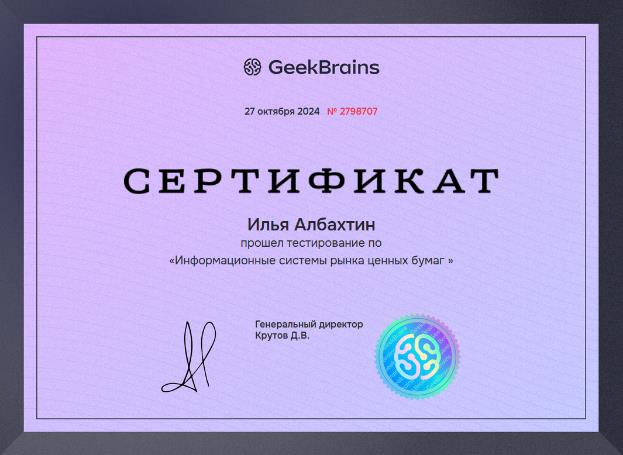 GeekBrains
27 октября 2024 № 2798707
СЕРТИФИКАТ
Илья Албахтин
прошел тестирование по
«Информационные системы рынка ценных бумаг »
Генеральный директор
Крутов Д.В.